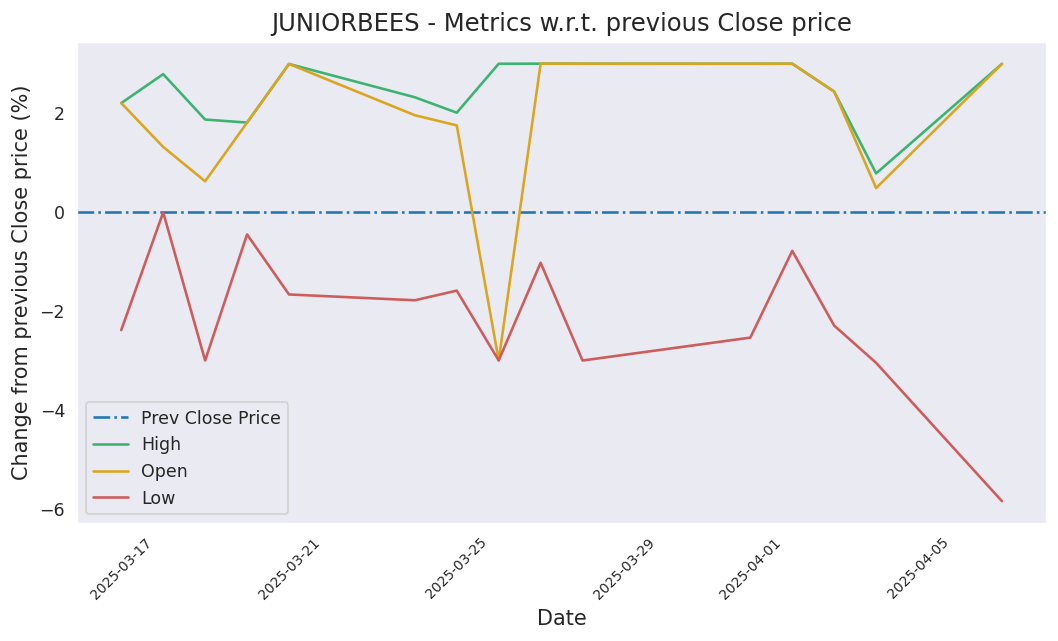 JUNIORBEES - Metrics w.r.t. previous Close price
Change from previous Close price (%)
2
0
−2
−4
−6
Prev Close Price
High
Open
Low
2025-03-17
2025-03-21
2025-03-25
2025-03-29
2025-04-01
2025-04-05
Date